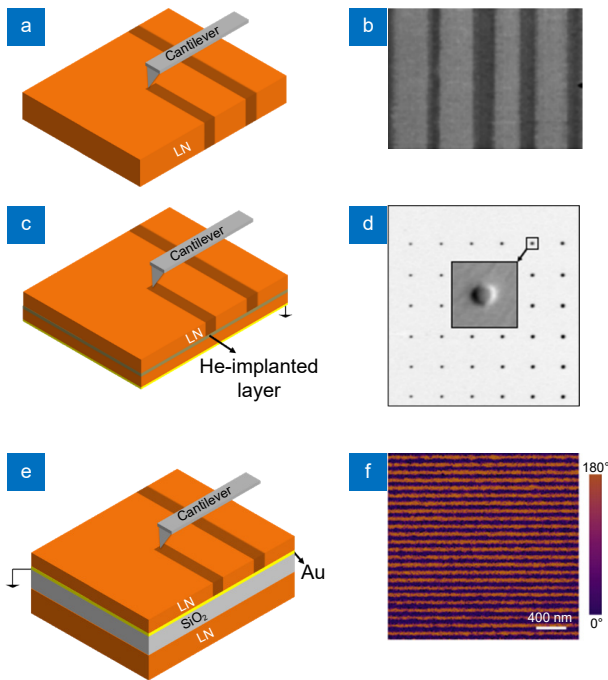 a
b
Cantilever
LN
c
d
Cantilever
LN
He-implanted
layer
e
f
Cantilever
180°
Au
LN
SiO₂
LN
400 nm
0°